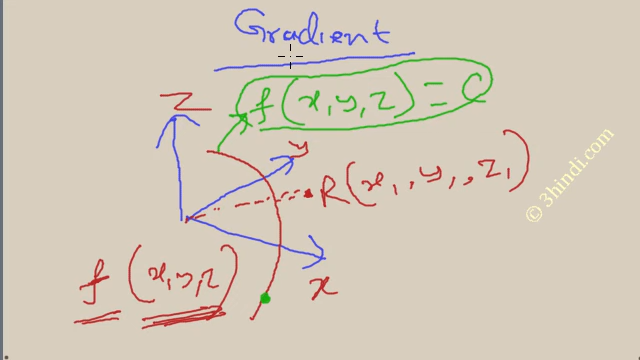 Gradient
Z
f(x,y,z) = C
y
R(x₁, y₁, z₁)
f (x,y,z)
x
© 3hindi.com